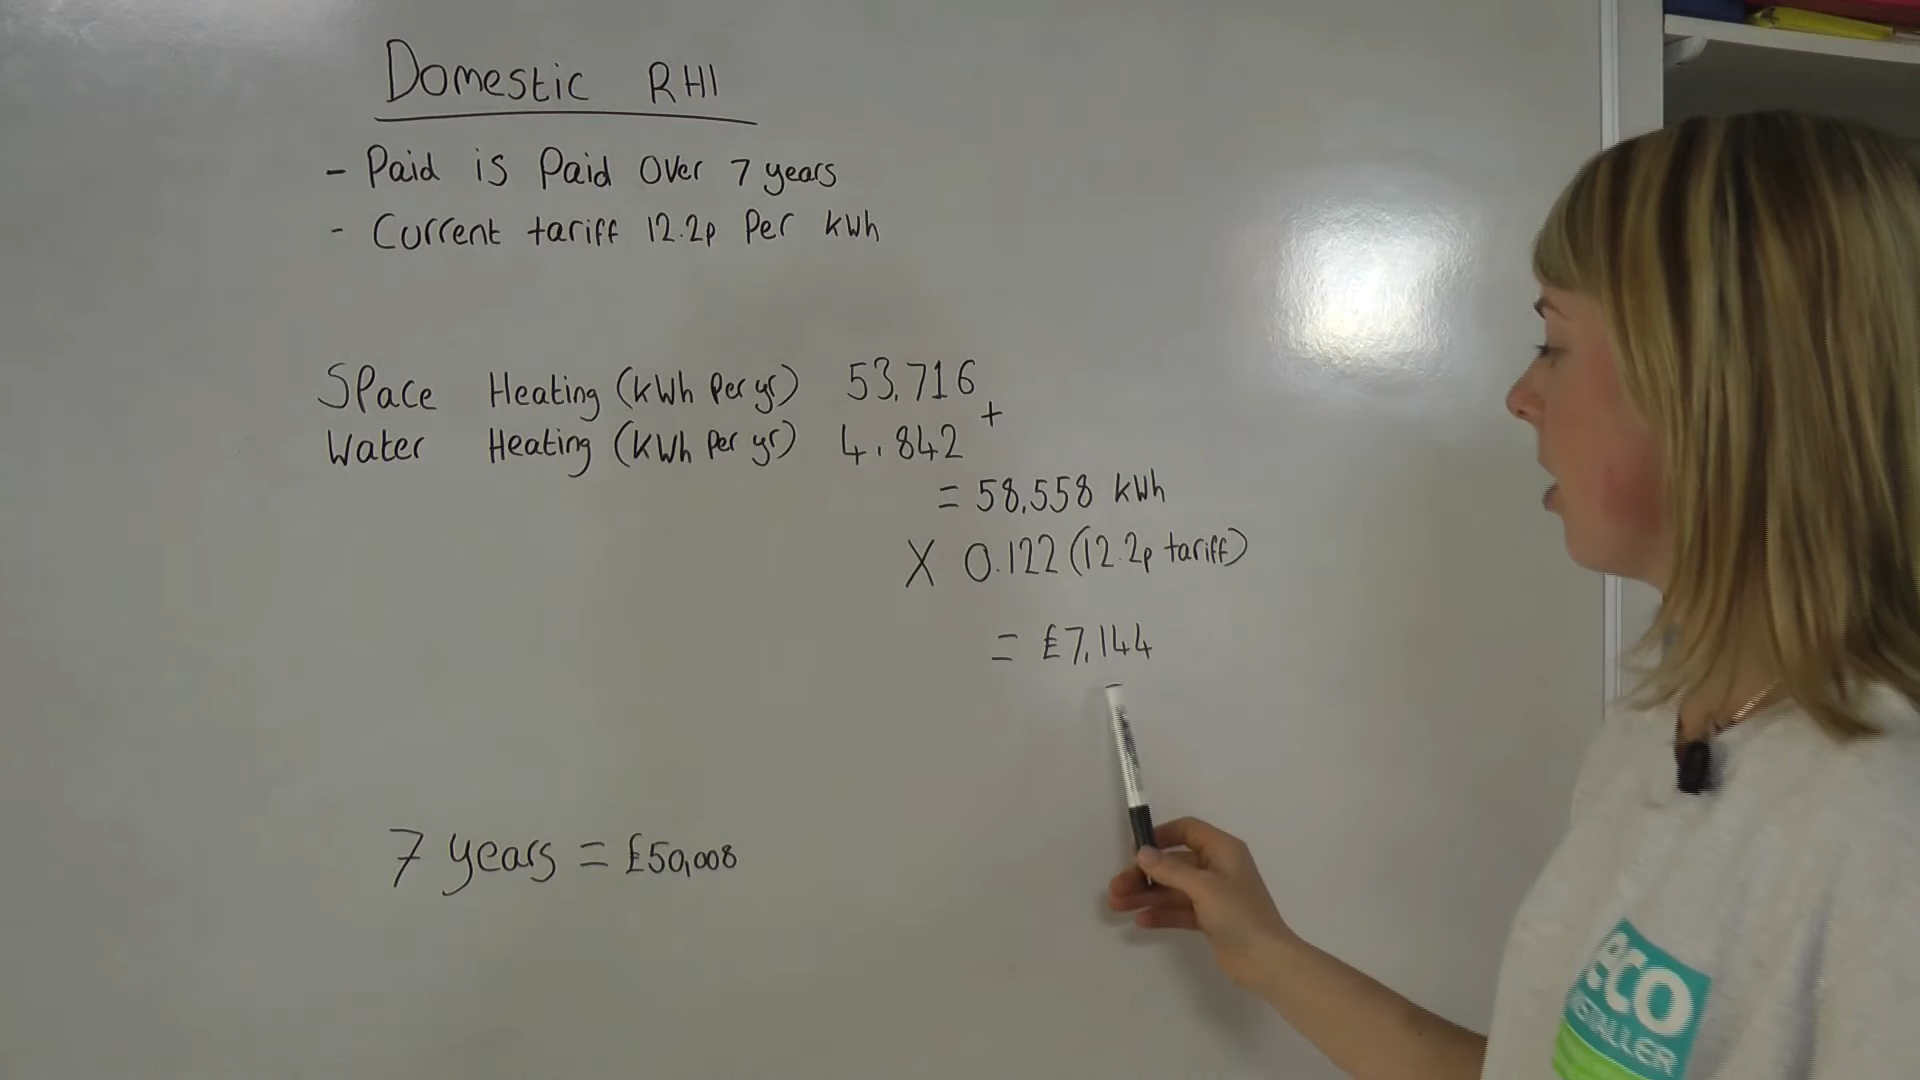 Domestic RHI
- Paid is Paid Over 7 years
- Current tariff 12.2p Per kWh
Space Heating (kWh Per yr) 53,716
+
Water Heating (kWh Per yr) 4.842
= 58,558 kWh
X 0.122 (12.2p tariff)
= £7,144
7 years = £50,008
eco